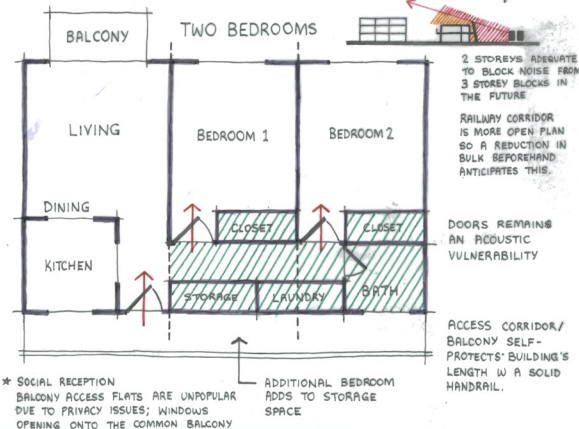 TWO BEDROOMS
BALCONY
2 STOREYS ADEQUATE
TO BLOCK NOISE FROM
3 STOREY BLOCKS IN
THE FUTURE
RAILWAY CORRIDOR
IS MORE OPEN PLAN
SO A REDUCTION IN
BULK BEFOREHAND
ANTICIPATES THIS.
LIVING
BEDROOM 1
BEDROOM 2
DINING
CLOSET
CLOSET
DOORS REMAINS
AN ACOUSTIC
VULNERABILITY
KITCHEN
STORAGE
LAUNDRY
BATH
ACCESS CORRIDOR/
BALCONY SELF-
PROTECTS BUILDING'S
LENGTH W A SOLID
HANDRAIL.
* SOCIAL RECEPTION
BALCONY ACCESS FLATS ARE UNPOPULAR
DUE TO PRIVACY ISSUES; WINDOWS
OPENING ONTO THE COMMON BALCONY
ADDITIONAL BEDROOM
ADDS TO STORAGE
SPACE